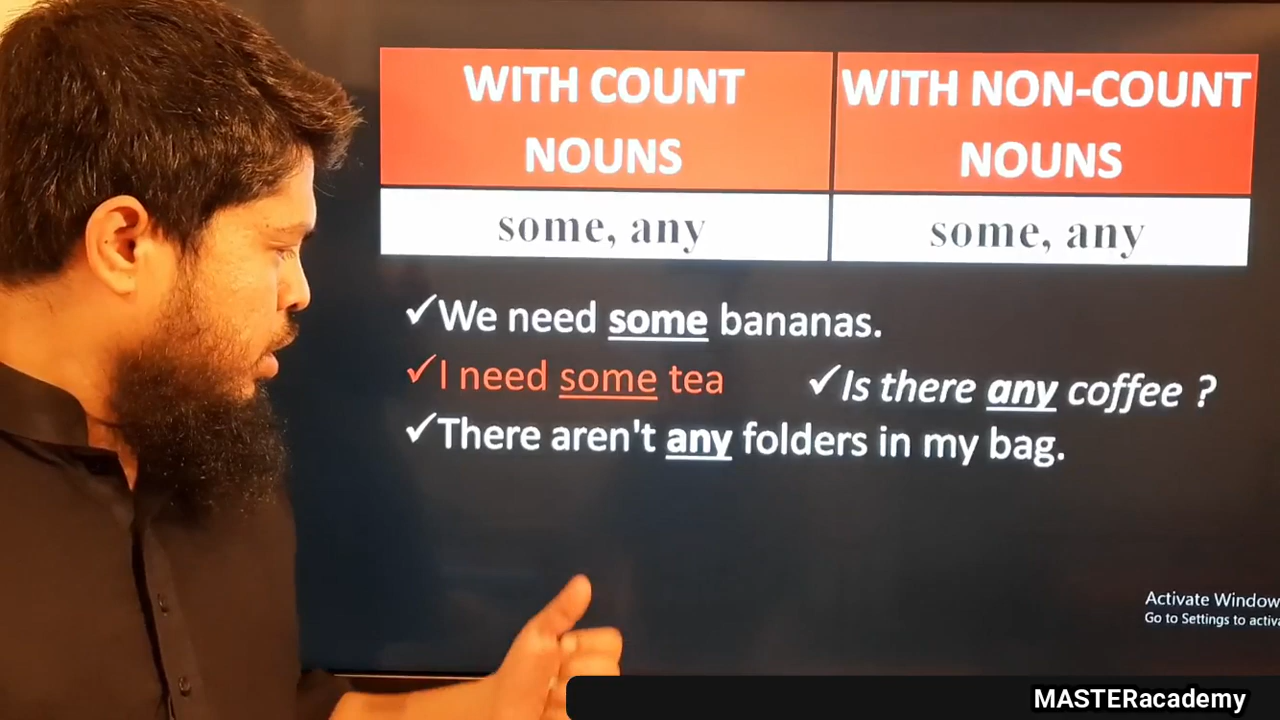 WITH COUNT
NOUNS
WITH NON-COUNT
NOUNS
some, any
some, any
✓We need some bananas.
✓I need some tea
✓Is there any coffee ?
✓There aren't any folders in my bag.
Activate Window
Go to Settings to activa
MASTERacademy